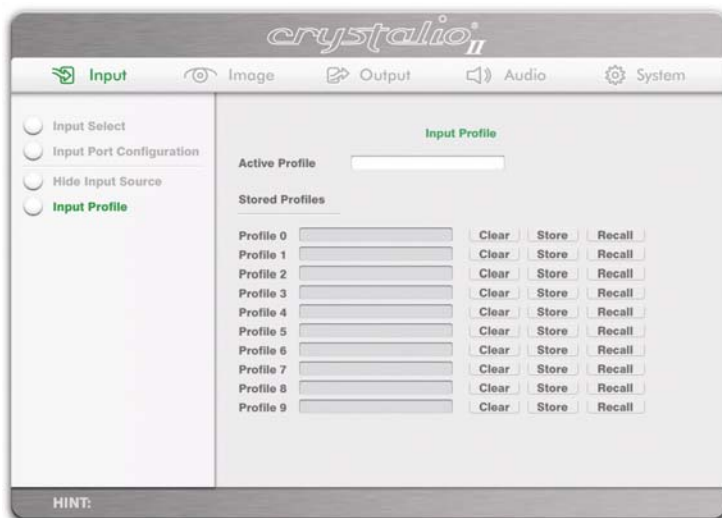 crystalio II
Input Image Output Audio System
Input Select
Input Port Configuration
Hide Input Source
Input Profile
Input Profile
Active Profile
Stored Profiles
Profile 0 Clear Store Recall
Profile 1 Clear Store Recall
Profile 2 Clear Store Recall
Profile 3 Clear Store Recall
Profile 4 Clear Store Recall
Profile 5 Clear Store Recall
Profile 6 Clear Store Recall
Profile 7 Clear Store Recall
Profile 8 Clear Store Recall
Profile 9 Clear Store Recall
HINT: